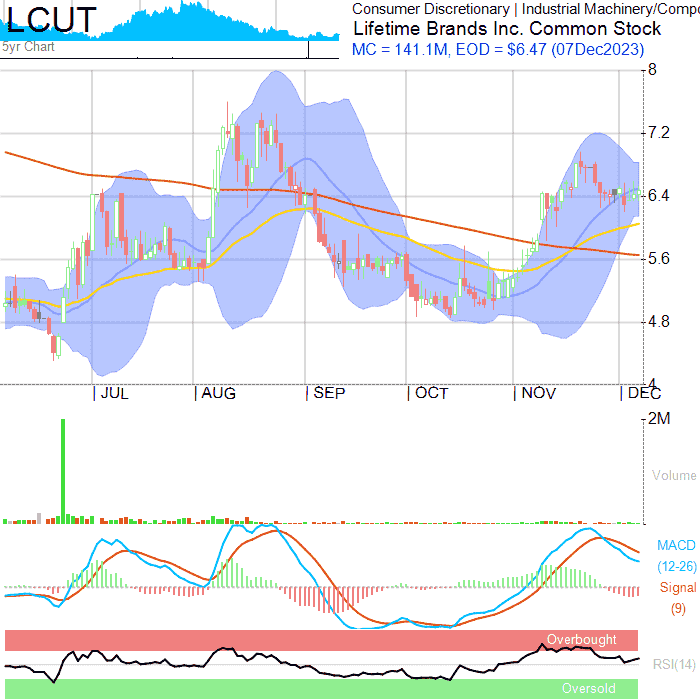 LCUT
5yr Chart
Consumer Discretionary | Industrial Machinery/Compo
Lifetime Brands Inc. Common Stock
MC = 141.1M, EOD = $6.47 (07Dec2023)
8
7.2
6.4
5.6
4.8
4
JUL AUG SEP OCT NOV DEC
2M
Volume
MACD
(12-26)
Signal
(9)
Overbought
RSI(14)
Oversold